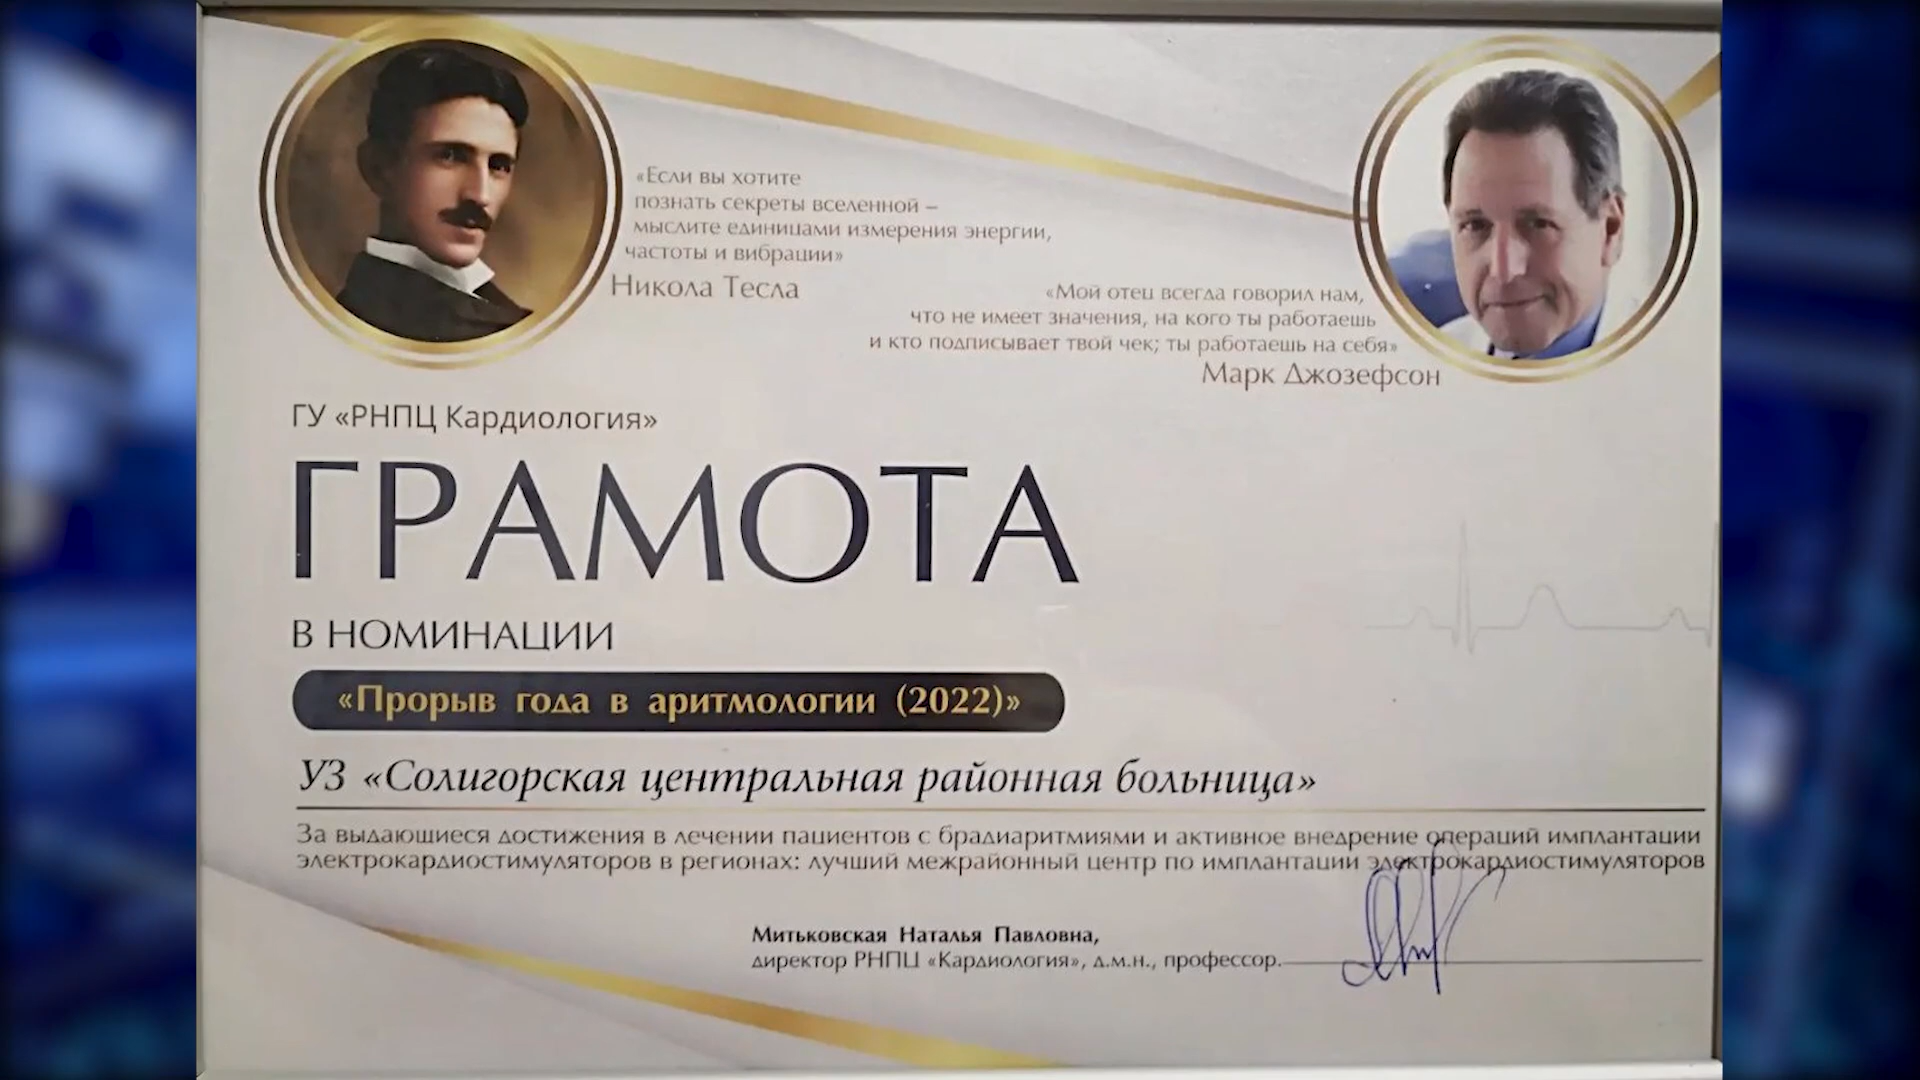 «Если вы хотите
познать секреты вселенной –
мыслите единицами измерения энергии,
частоты и вибрации»
Никола Тесла
«Мой отец всегда говорил нам,
что не имеет значения, на кого ты работаешь
и кто подписывает твой чек; ты работаешь на себя»
Марк Джозефсон
ГУ «РНПЦ Кардиология»
ГРАМОТА
В НОМИНАЦИИ
«Прорыв года в аритмологии (2022)»
УЗ «Солигорская центральная районная больница»
За выдающиеся достижения в лечении пациентов с брадиаритмиями и активное внедрение операций имплантации
электрокардиостимуляторов в регионах: лучший межрайонный центр по имплантации электрокардиостимуляторов
Митьковская Наталья Павловна,
директор РНПЦ «Кардиология», д.м.н., профессор.